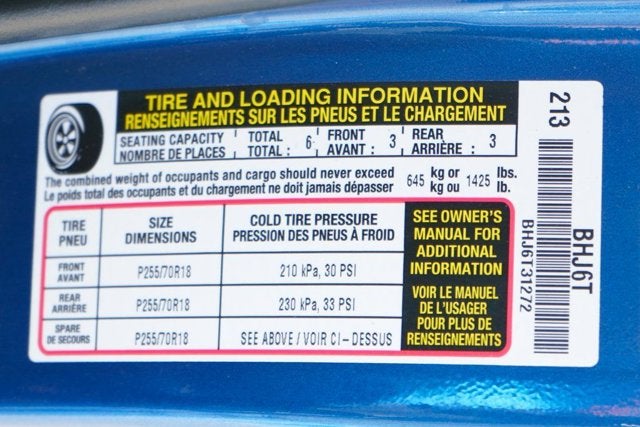 TIRE AND LOADING INFORMATION
RENSEIGNEMENTS SUR LES PNEUS ET LE CHARGEMENT
SEATING CAPACITY TOTAL 6 FRONT 3 REAR 3
NOMBRE DE PLACES TOTAL : AVANT : ARRIÈRE :
The combined weight of occupants and cargo should never exceed 645 kg or 1425 lbs.
Le poids total des occupants et du chargement ne doit jamais dépasser kg ou lb.
TIRE
PNEU
SIZE
DIMENSIONS
COLD TIRE PRESSURE
PRESSION DES PNEUS À FROID
FRONT
AVANT
P255/70R18
210 kPa, 30 PSI
REAR
ARRIÈRE
P255/70R18
230 kPa, 33 PSI
SPARE
DE SECOURS
P255/70R18
SEE ABOVE / VOIR CI-DESSUS
SEE OWNER'S
MANUAL FOR
ADDITIONAL
INFORMATION
VOIR LE MANUEL
DE L'USAGER
POUR PLUS DE
RENSEIGNEMENTS
213
BHJ6T
BHJ6T31272